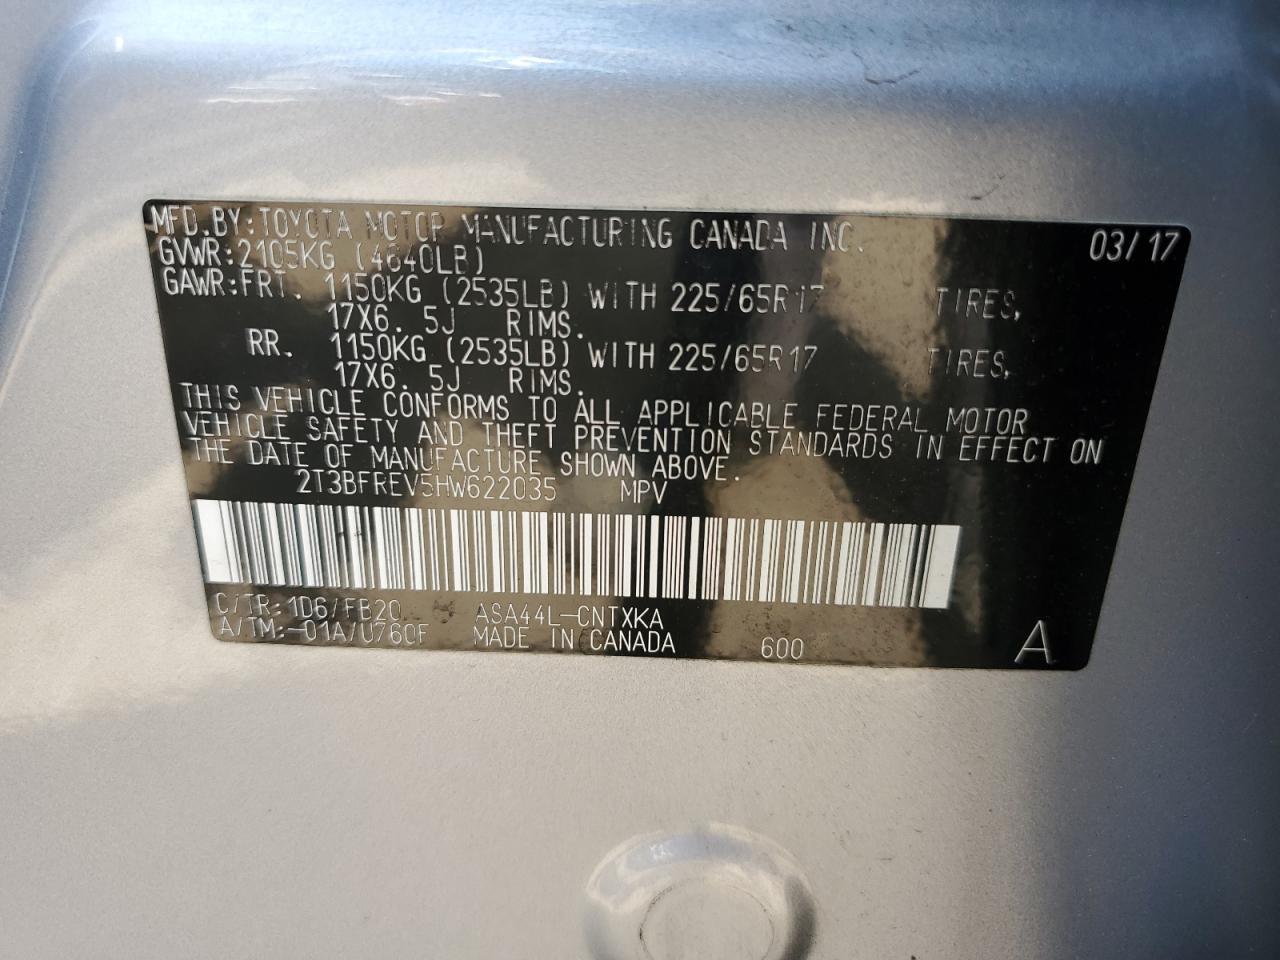 MFD.BY:TOYOTA MOTOR MANUFACTURING CANADA INC. 03/17
GVWR:2105KG (4640LB)
GAWR:FRT. 1150KG (2535LB) WITH 225/65R17 TIRES,
17X6.5J RIMS.
RR. 1150KG (2535LB) WITH 225/65R17 TIRES,
17X6.5J RIMS.
THIS VEHICLE CONFORMS TO ALL APPLICABLE FEDERAL MOTOR
VEHICLE SAFETY AND THEFT PREVENTION STANDARDS IN EFFECT ON
THE DATE OF MANUFACTURE SHOWN ABOVE.
2T3BFREV5HW622035 MPV
C/TR:1D6/FB20 ASA44L-CNTXKA
A/TM:-01A/U760F MADE IN CANADA 600 A